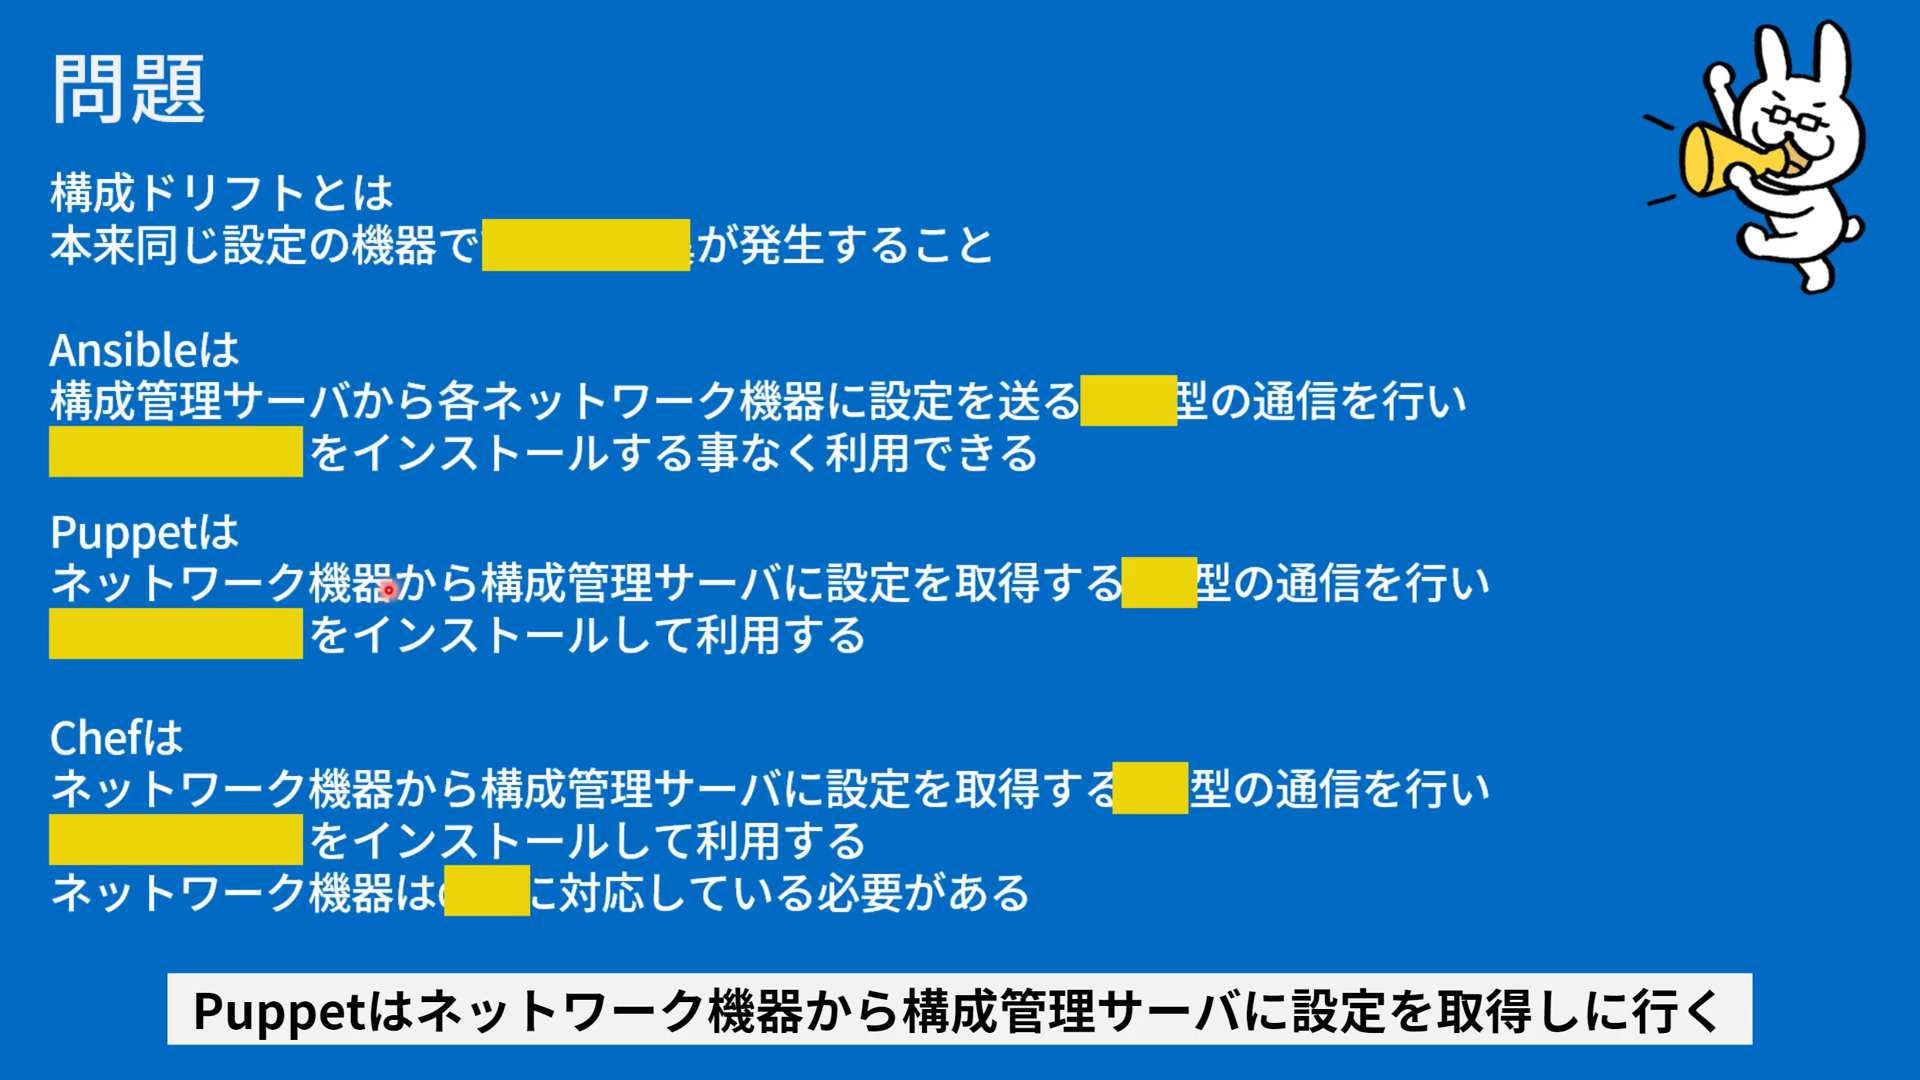 問題
構成ドリフトとは
本来同じ設定の機器で が発生すること
Ansibleは
構成管理サーバから各ネットワーク機器に設定を送る 型の通信を行い
をインストールする事なく利用できる
Puppetは
ネットワーク機器から構成管理サーバに設定を取得する 型の通信を行い
をインストールして利用する
Chefは
ネットワーク機器から構成管理サーバに設定を取得する 型の通信を行い
をインストールして利用する
ネットワーク機器は に対応している必要がある
Puppetはネットワーク機器から構成管理サーバに設定を取得しに行く